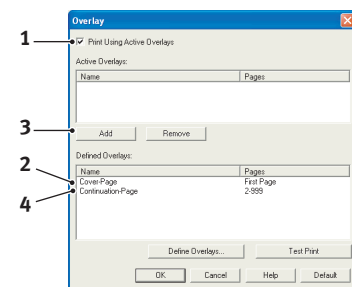 Overlay
1
Print Using Active Overlays
Active Overlays:
Name Pages
3
Add Remove
Defined Overlays:
Name Pages
2
Cover-Page First Page
4
Continuation-Page 2-999
Define Overlays... Test Print
OK Cancel Help Default